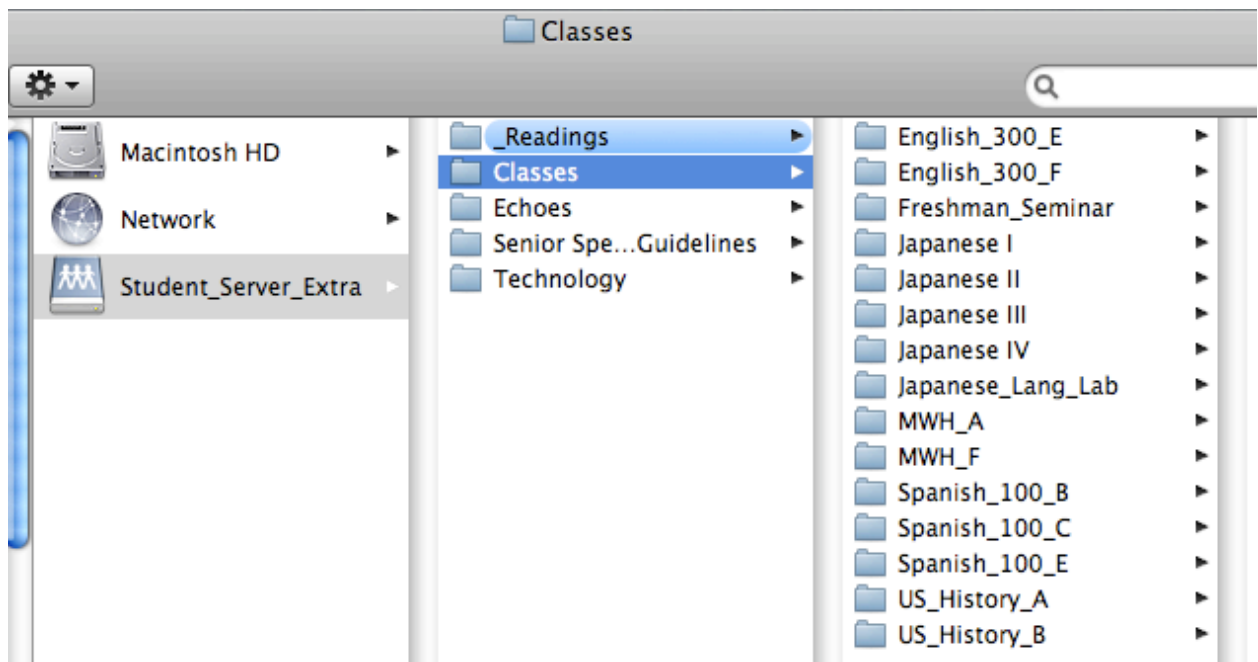 Classes
Macintosh HD
Network
Student_Server_Extra
_Readings
Classes
Echoes
Senior Spe...Guidelines
Technology
English_300_E
English_300_F
Freshman_Seminar
Japanese I
Japanese II
Japanese III
Japanese IV
Japanese_Lang_Lab
MWH_A
MWH_F
Spanish_100_B
Spanish_100_C
Spanish_100_E
US_History_A
US_History_B